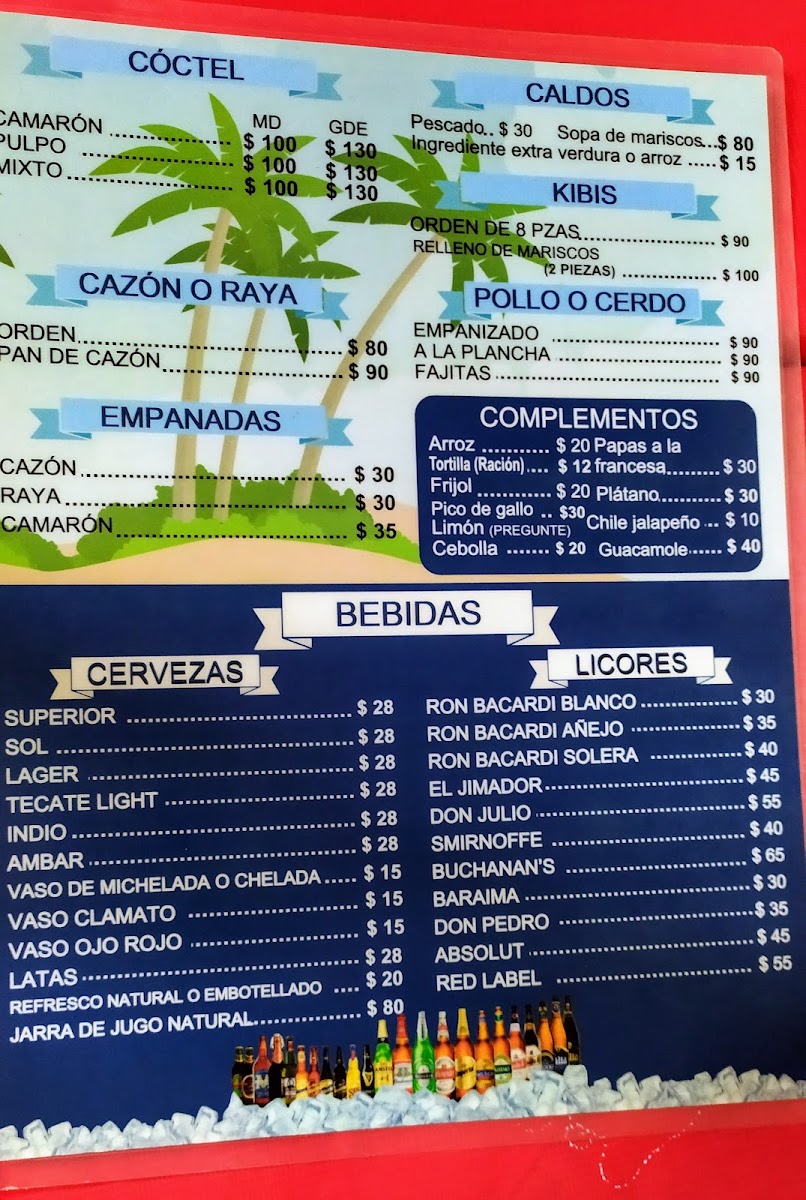 CÓCTEL
MD GDE
CAMARÓN $ 100 $ 130
PULPO $ 100 $ 130
MIXTO $ 100 $ 130
CAZÓN O RAYA
ORDEN $ 80
PAN DE CAZÓN $ 90
EMPANADAS
CAZÓN $ 30
RAYA $ 30
CAMARÓN $ 35
CALDOS
Pescado.. $ 30 Sopa de mariscos...$ 80
Ingrediente extra verdura o arroz ..... $ 15
KIBIS
ORDEN DE 8 PZAS $ 90
RELLENO DE MARISCOS
(2 PIEZAS) $ 100
POLLO O CERDO
EMPANIZADO $ 90
A LA PLANCHA $ 90
FAJITAS $ 90
COMPLEMENTOS
Arroz $ 20
Tortilla (Ración).... $ 12
Frijol $ 20
Pico de gallo .. $30
Limón (PREGUNTE)
Cebolla ....... $ 20
Papas a la
francesa $ 30
Plátano $ 30
Chile jalapeño ... $ 10
Guacamole...... $ 40
BEBIDAS
CERVEZAS
SUPERIOR $ 28
SOL $ 28
LAGER $ 28
TECATE LIGHT $ 28
INDIO $ 28
AMBAR $ 28
VASO DE MICHELADA O CHELADA ..... $ 15
VASO CLAMATO $ 15
VASO OJO ROJO $ 15
LATAS $ 28
REFRESCO NATURAL O EMBOTELLADO .... $ 20
JARRA DE JUGO NATURAL $ 80
LICORES
RON BACARDI BLANCO $ 30
RON BACARDI AÑEJO $ 35
RON BACARDI SOLERA $ 40
EL JIMADOR $ 45
DON JULIO $ 55
SMIRNOFFE $ 40
BUCHANAN'S $ 65
BARAIMA $ 30
DON PEDRO $ 35
ABSOLUT $ 45
RED LABEL $ 55